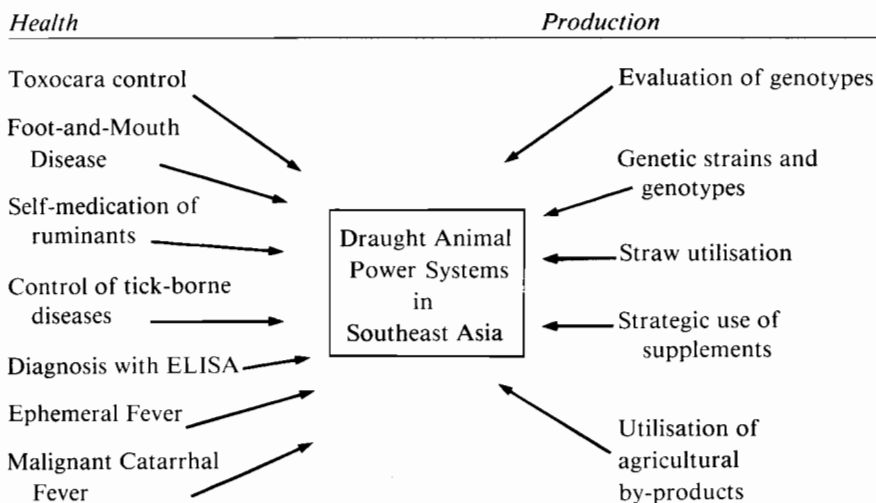 Health
Production
Toxocara control
Foot-and-Mouth
Disease
Self-medication of
ruminants
Control of tick-borne
diseases
Diagnosis with ELISA
Ephemeral Fever
Malignant Catarrhal
Fever
Draught Animal
Power Systems
in
Southeast Asia
Evaluation of genotypes
Genetic strains and
genotypes
Straw utilisation
Strategic use of
supplements
Utilisation of
agricultural
by-products